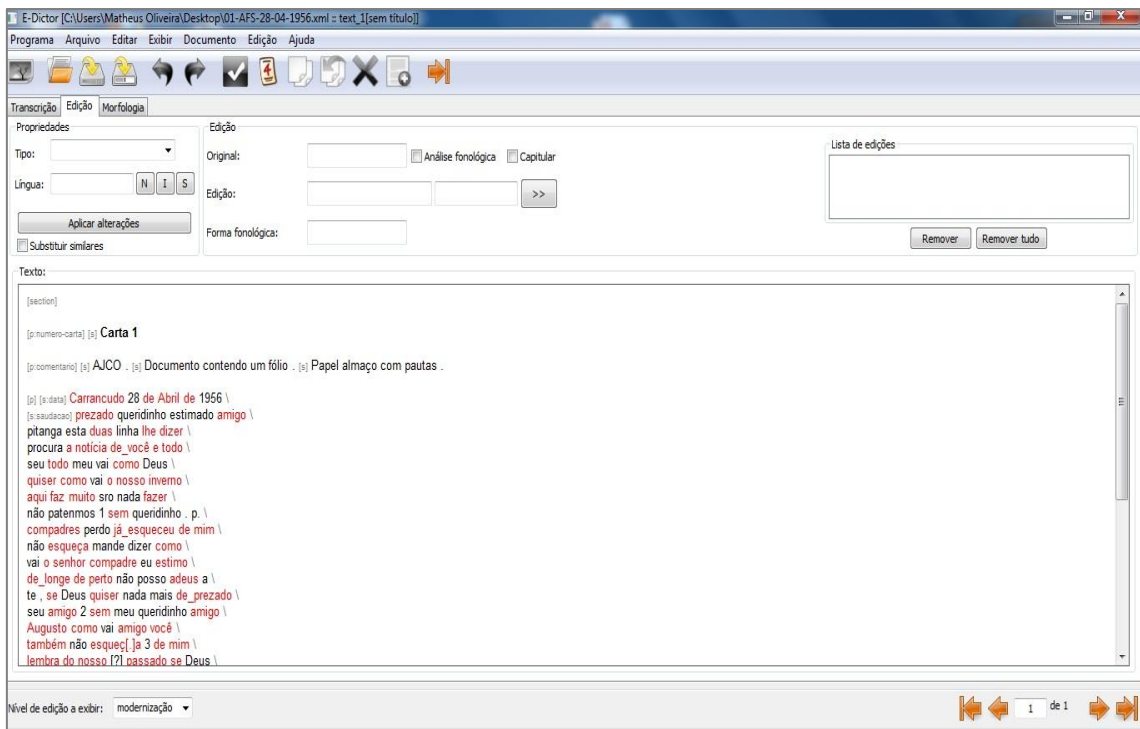 E-Dictor [C:\Users\Matheus Oliveira\Desktop\01-AFS-28-04-1956.xml :: text_1[sem título]]
Programa Arquivo Editar Exibir Documento Edição Ajuda
Transcrição Edição Morfologia
Propriedades
Tipo:
Língua: N I S
Aplicar alterações
Substituir similares
Edição
Original: Análise fonológica Capitular
Edição: >>
Forma fonológica:
Lista de edições
Remover Remover tudo
Texto:
[section]
[p:numero-carta] [s] Carta 1
[p:comentario] [s] AJCO . [s] Documento contendo um fólio . [s] Papel almaço com pautas .
[p] [s:data] Carrancudo 28 de Abril de 1956 \
[s:saudacao] prezado queridinho estimado amigo \
pitanga esta duas linha lhe dizer \
procura a notícia de_você e todo \
seu todo meu vai como Deus \
quiser como vai o nosso inverno \
aqui faz muito sro nada fazer \
não patenmos 1 sem queridinho . p. \
compadres perdo já_esqueceu de mim \
não esqueça mande dizer como \
vai o senhor compadre eu estimo \
de_longe de perto não posso adeus a \
te , se Deus quiser nada mais de_prezado \
seu amigo 2 sem meu queridinho amigo \
Augusto como vai amigo você \
também não esqueç[.]a 3 de mim \
lembra do nosso [?] passado se Deus \
Nível de edição a exibir: modernização
1 de 1